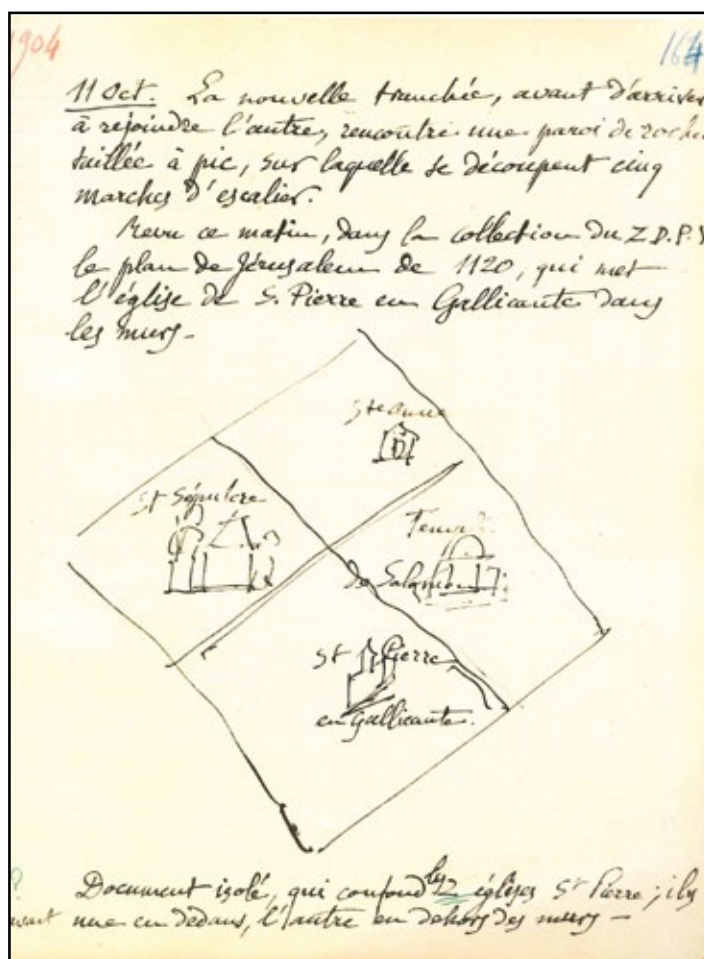 1904
164
11 Oct. La nouvelle tranchée, avant d'arriver
à rejoindre l'autre, rencontre une paroi de roche
taillée à pic, sur laquelle se découpent cinq
marches d'escalier.
Revu ce matin, dans la collection du Z.D.P.V
le plan de Jérusalem de 1120, qui met
l'église de S. Pierre en Gallicante dans
les murs -
Ste Anne
St Sépulcre
de Salomon
St Pierre
en Gallicante.
Document isolé, qui confond les 2 églises St Pierre ; il y
avait une en dedans, l'autre en dehors des murs -